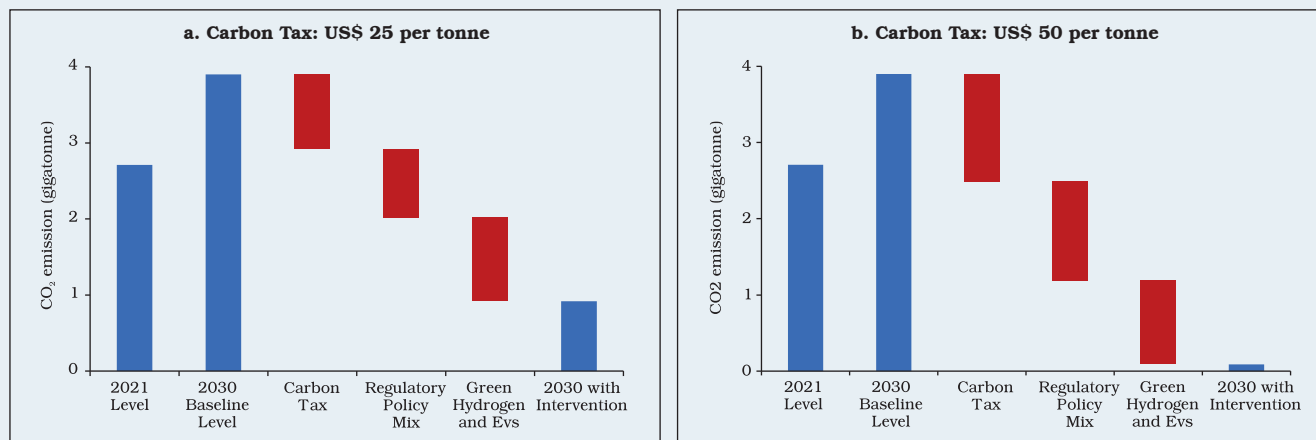 a. Carbon Tax: US$ 25 per tonne
CO₂ emission (gigatonne)
4
3
2
1
0
2021
Level
2030
Baseline
Level
Carbon
Tax
Regulatory
Policy
Mix
Green
Hydrogen
and Evs
2030 with
Intervention
b. Carbon Tax: US$ 50 per tonne
CO2 emission (gigatonne)
4
3
2
1
0
2021
Level
2030
Baseline
Level
Carbon
Tax
Regulatory
Policy
Mix
Green
Hydrogen
and Evs
2030 with
Intervention